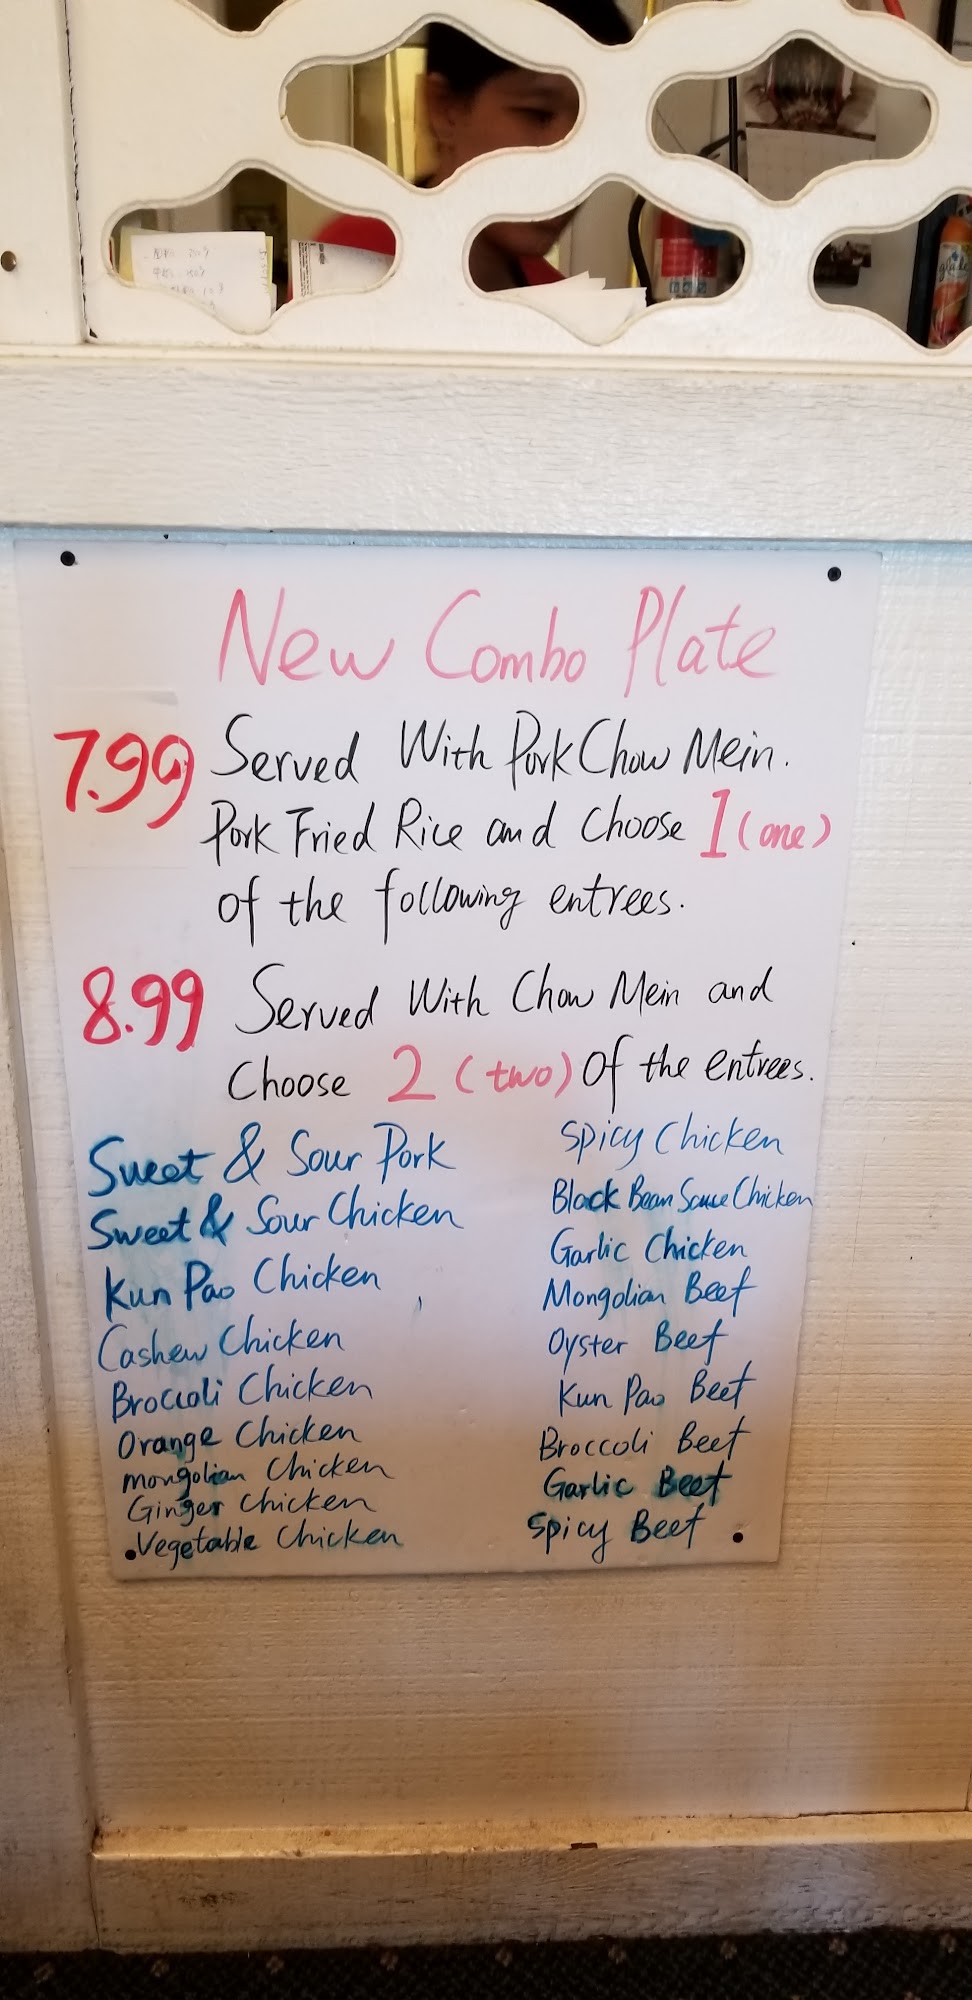 New Combo Plate
7.99 Served With Pork Chow Mein.
Pork Fried Rice and Choose 1 (one)
of the following entrees.
8.99 Served With Chow Mein and
Choose 2 (two) of the entrees.
Sweet & Sour Pork
Sweet & Sour Chicken
Kun Pao Chicken
Cashew Chicken
Broccoli Chicken
Orange Chicken
mongolian Chicken
Ginger Chicken
Vegetable Chicken
Spicy Chicken
Black Bean Sauce Chicken
Garlic Chicken
Mongolian Beef
Oyster Beef
Kun Pao Beef
Broccoli Beef
Garlic Beef
Spicy Beef